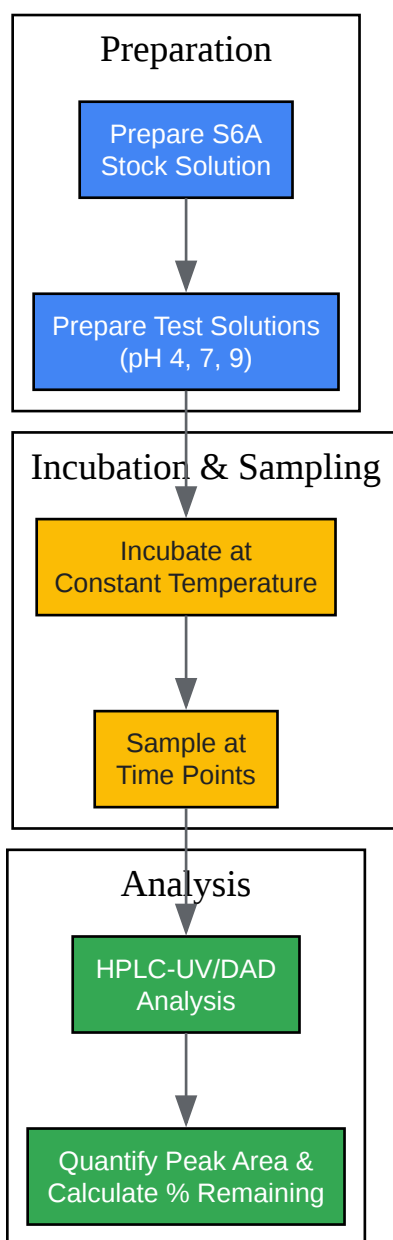 Preparation
Prepare S6A
Stock Solution
Prepare Test Solutions
(pH 4, 7, 9)
Incubation & Sampling
Incubate at
Constant Temperature
Sample at
Time Points
Analysis
HPLC-UV/DAD
Analysis
Quantify Peak Area &
Calculate % Remaining